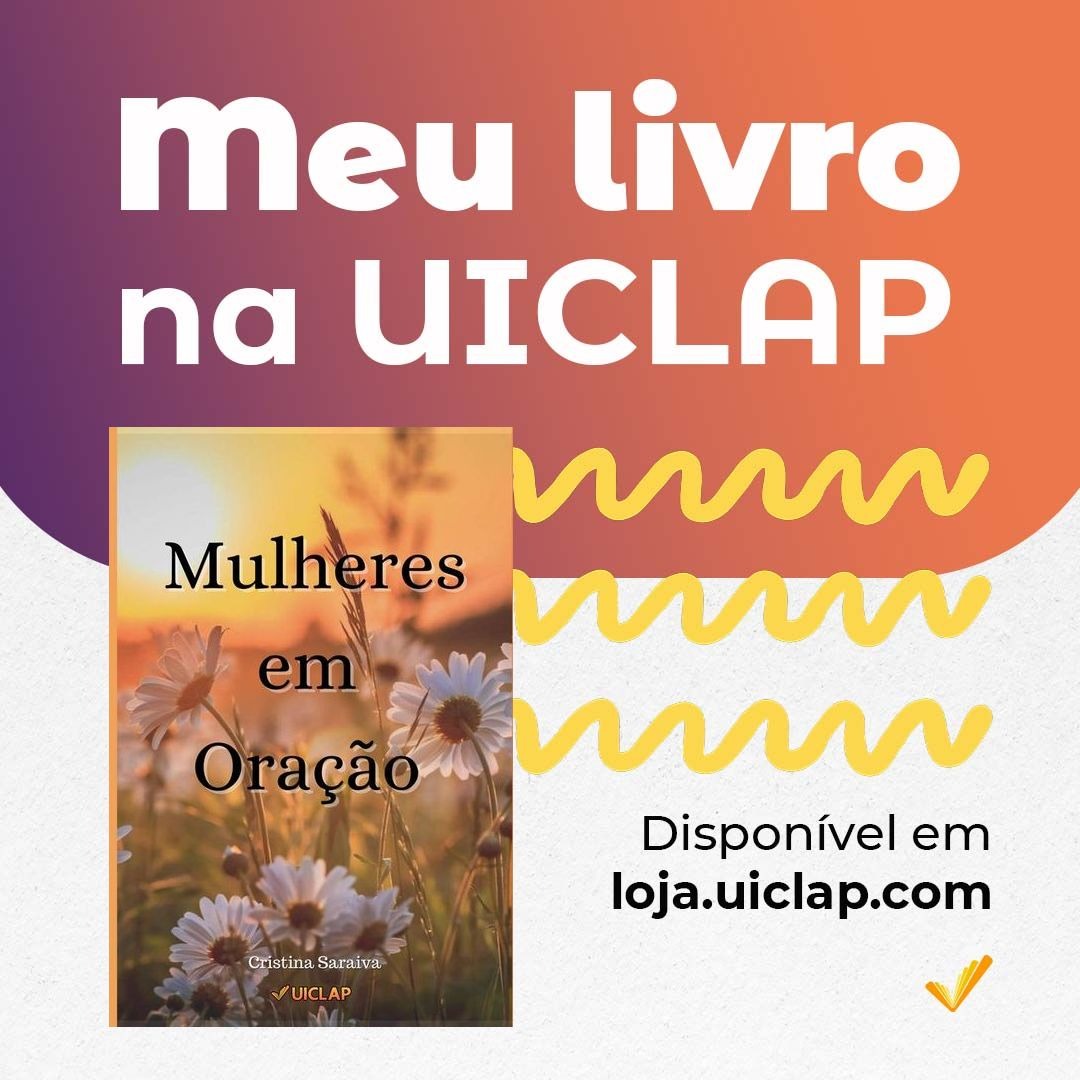 Meu livro
na UICLAP
Mulheres
em
Oração
Cristina Saraiva
UICLAP
Disponível em
loja.uiclap.com